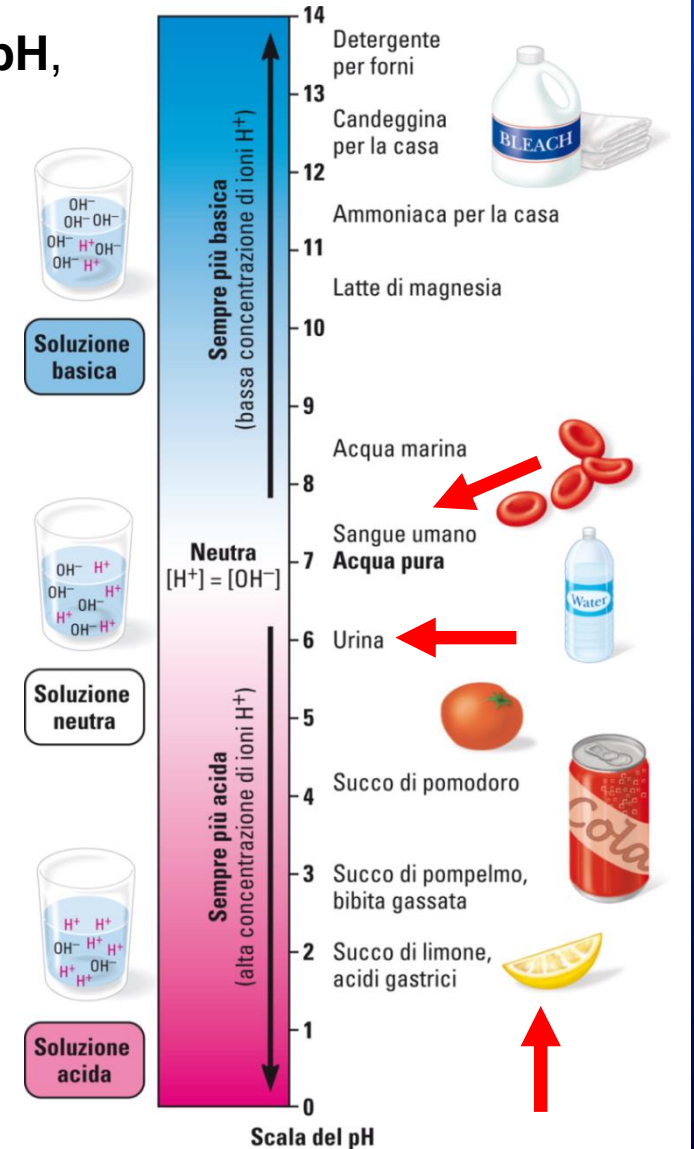 pH,
14
13
12
11
10
9
8
7
6
5
4
3
2
1
0
Scala del pH
Sempre più basica
(bassa concentrazione di ioni H⁺)
Neutra
[H⁺] = [OH⁻]
Sempre più acida
(alta concentrazione di ioni H⁺)
OH⁻
OH⁻ OH⁻
OH⁻ H⁺ OH⁻
OH⁻ H⁺
Soluzione
basica
OH⁻ H⁺
OH⁻ H⁺
OH⁻
H⁺
OH⁻ H⁺
Soluzione
neutra
H⁺ H⁺
OH⁻ H⁺ H⁺
H⁺ OH⁻
H⁺
Soluzione
acida
Detergente
per forni
Candeggina
per la casa
BLEACH
Ammoniaca per la casa
Latte di magnesia
Acqua marina
Sangue umano
Acqua pura
Water
Urina
Succo di pomodoro
Cola
Succo di pompelmo,
bibita gassata
Succo di limone,
acidi gastrici